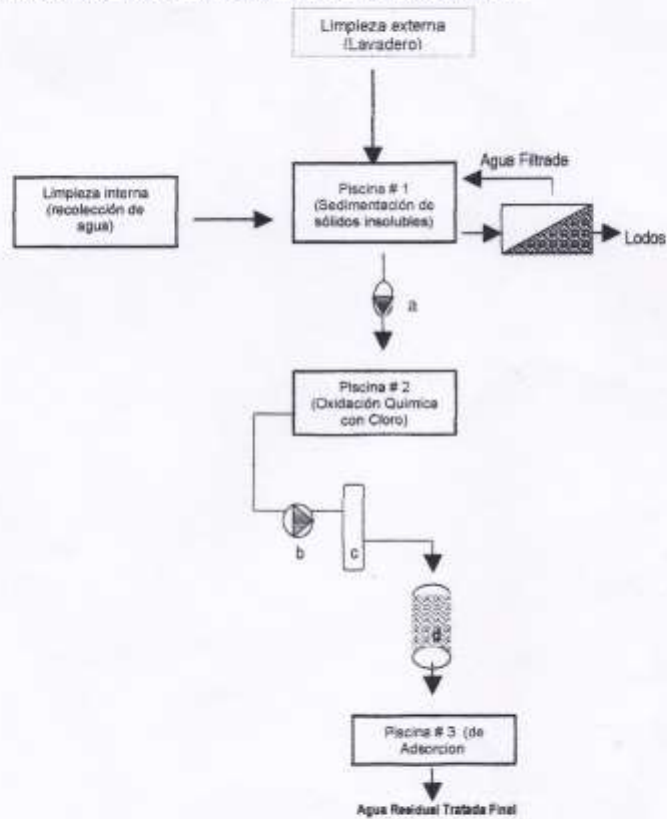 Limpieza externa
(Lavadero)
Agua Filtrada
Limpieza interna
(recolección de
agua)
Piscina # 1
(Sedimentación de
sólidos insolubles)
Lodos
a
Piscina # 2
(Oxidación Quimica
con Cloro)
b
c
d
Piscina # 3 (de
Adsorcion
Agua Residual Tratada Final